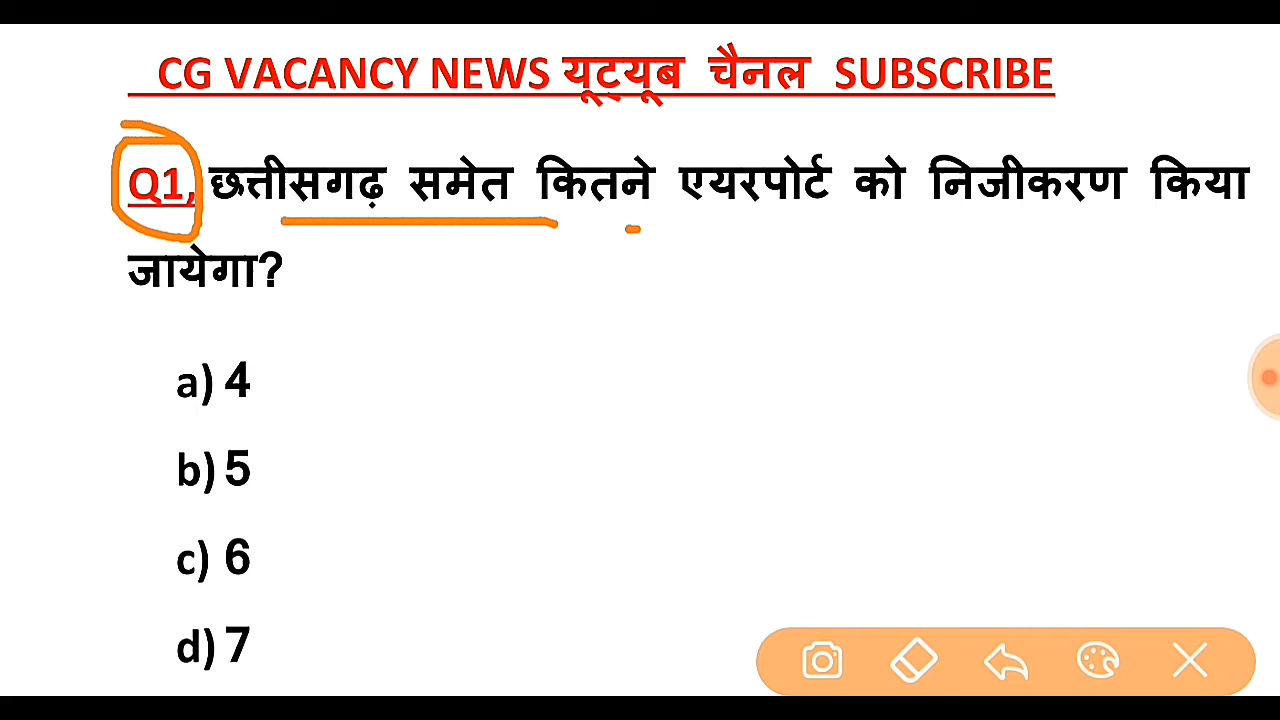 CG VACANCY NEWS यूट्यूब चैनल SUBSCRIBE
Q1, छत्तीसगढ़ समेत कितने एयरपोर्ट को निजीकरण किया
जायेगा?
a) 4
b) 5
c) 6
d) 7